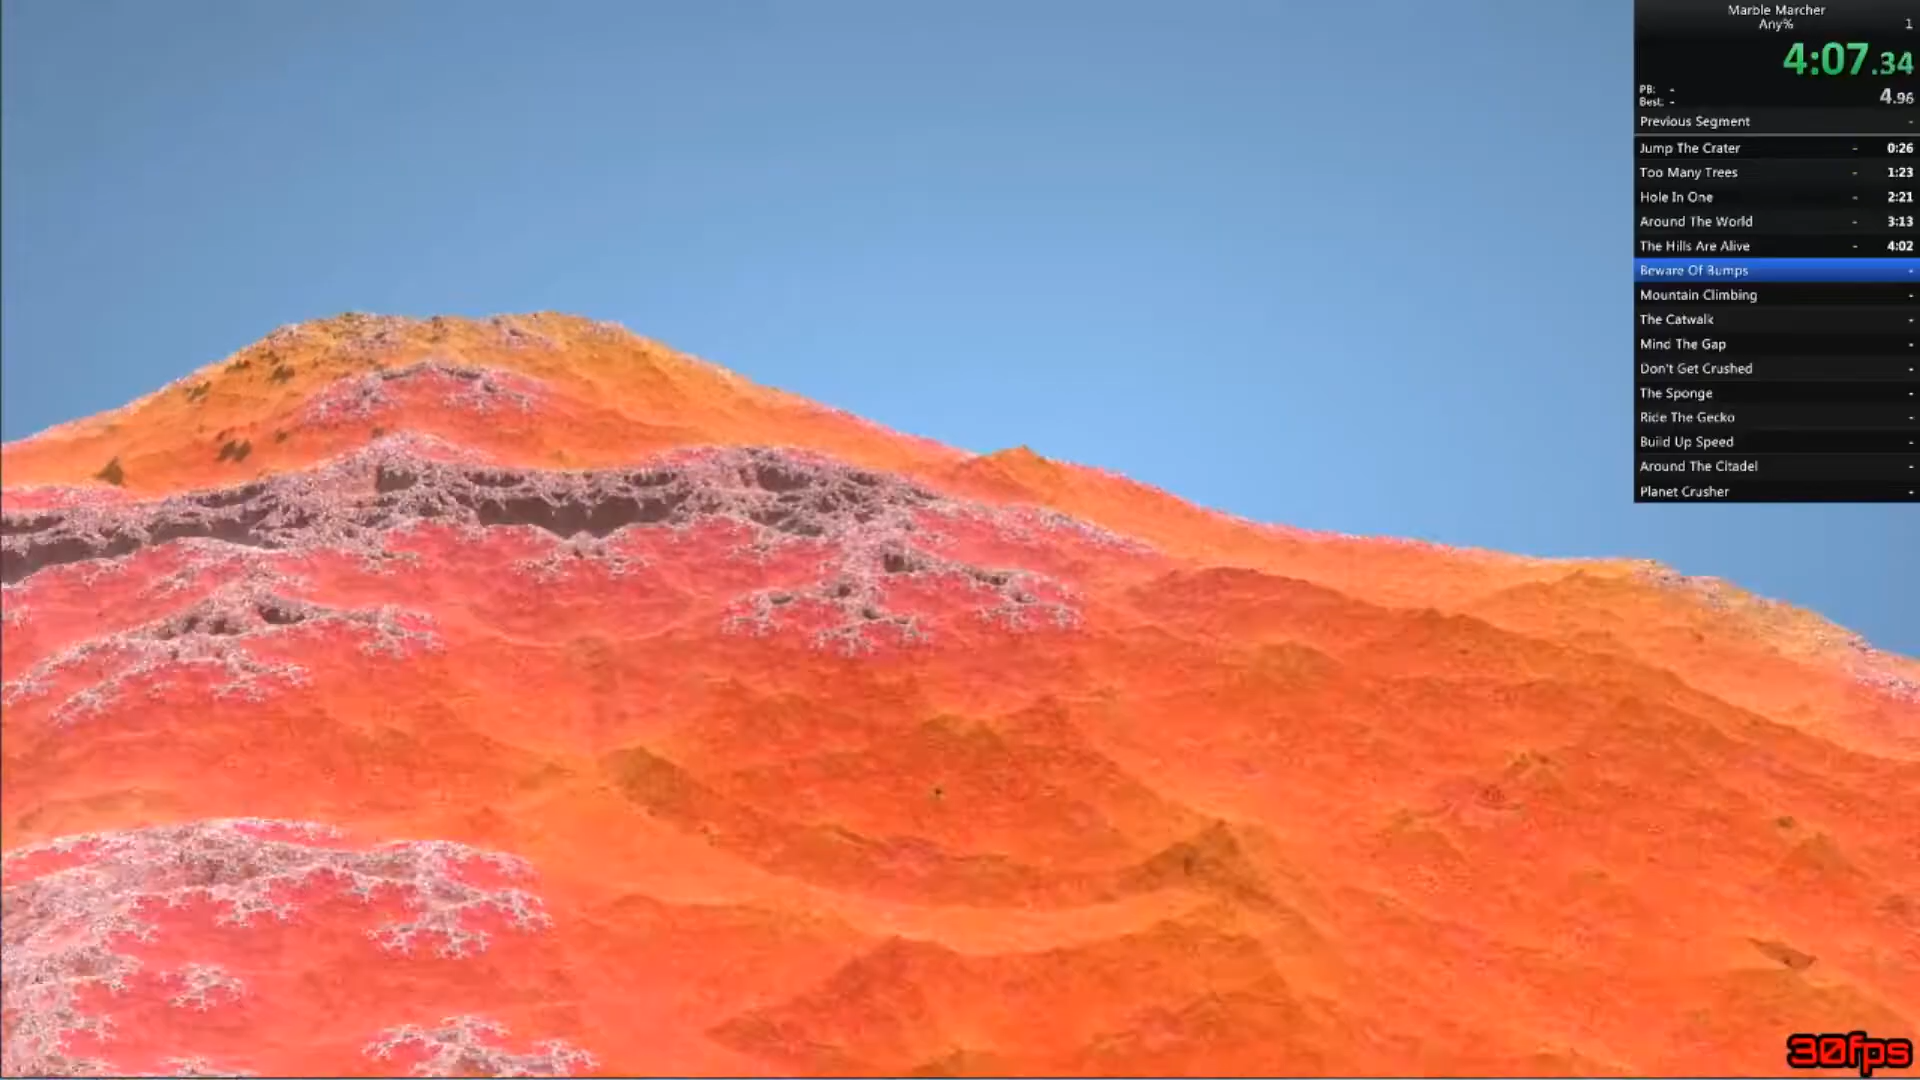 Marble Marcher
Any% 1
4:07.34
PB: - 4.96
Best: -
Previous Segment -
Jump The Crater - 0:26
Too Many Trees - 1:23
Hole In One - 2:21
Around The World - 3:13
The Hills Are Alive - 4:02
Beware Of Bumps -
Mountain Climbing -
The Catwalk -
Mind The Gap -
Don't Get Crushed -
The Sponge -
Ride The Gecko -
Build Up Speed -
Around The Citadel -
Planet Crusher -
30fps